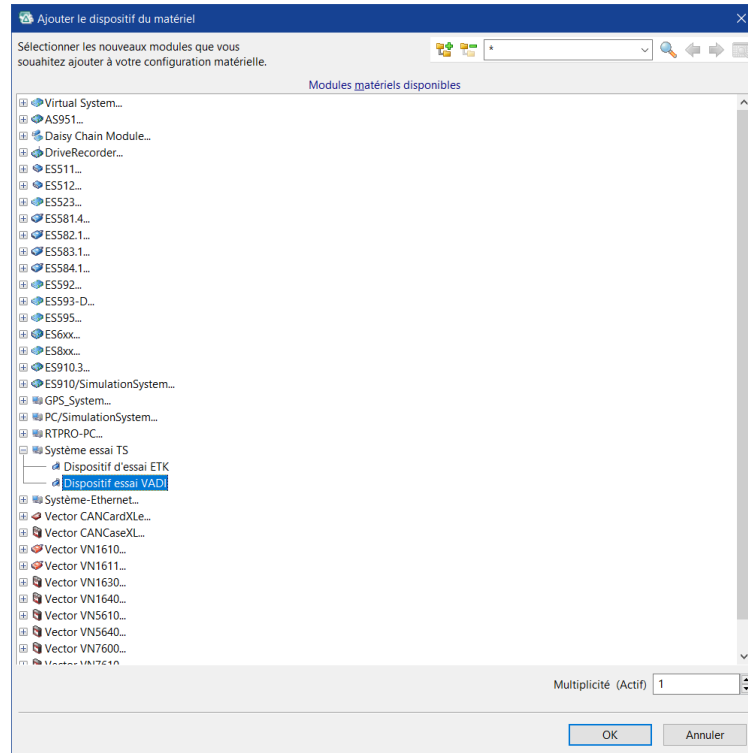 Ajouter le dispositif du matériel
Sélectionner les nouveaux modules que vous
souahitez ajouter à votre configuration matérielle.
*
Modules matériels disponibles
Virtual System...
AS951...
Daisy Chain Module...
DriveRecorder...
ES511...
ES512...
ES523...
ES581.4...
ES582.1...
ES583.1...
ES584.1...
ES592...
ES593-D...
ES595...
ES6xx...
ES8xx...
ES910.3...
ES910/SimulationSystem...
GPS_System...
PC/SimulationSystem...
RTPRO-PC...
Système essai TS
Dispositif d'essai ETK
Dispositif essai VADI
Système-Ethernet...
Vector CANCardXLe...
Vector CANCaseXL...
Vector VN1610...
Vector VN1611...
Vector VN1630...
Vector VN1640...
Vector VN5610...
Vector VN5640...
Vector VN7600...
Vector VN7610
Multiplicité (Actif) 1
OK Annuler